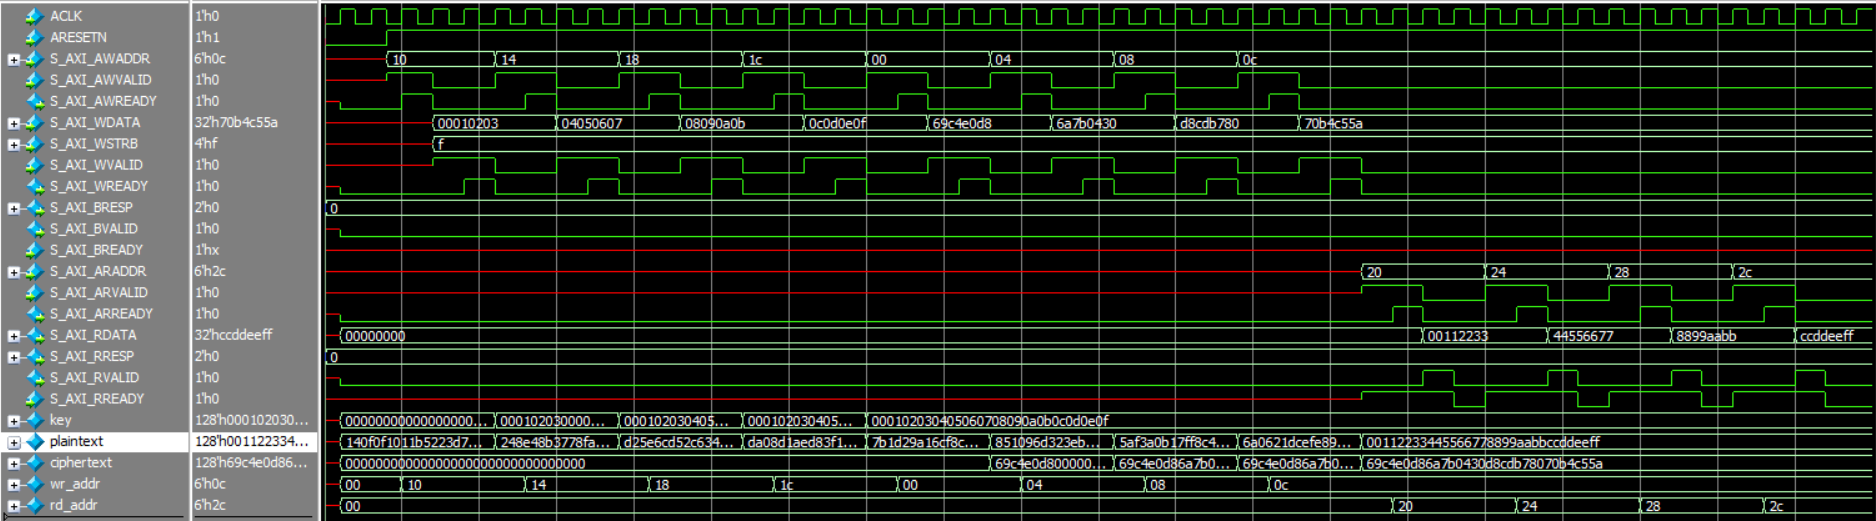 ACLK 1'h0
ARESETN 1'h1
S_AXI_AWADDR 6'h0c 10 14 18 1c 00 04 08 0c
S_AXI_AWVALID 1'h0
S_AXI_AWREADY 1'h0
S_AXI_WDATA 32'h70b4c55a 00010203 04050607 08090a0b 0c0d0e0f 69c4e0d8 6a7b0430 d8cdb780 70b4c55a
S_AXI_WSTRB 4'hf f
S_AXI_WVALID 1'h0
S_AXI_WREADY 1'h0
S_AXI_BRESP 2'h0 0
S_AXI_BVALID 1'h0
S_AXI_BREADY 1'hx
S_AXI_ARADDR 6'h2c 20 24 28 2c
S_AXI_ARVALID 1'h0
S_AXI_ARREADY 1'h0
S_AXI_RDATA 32'hccddeeff 00000000 00112233 44556677 8899aabb ccddeeff
S_AXI_RRESP 2'h0 0
S_AXI_RVALID 1'h0
S_AXI_RREADY 1'h0
key 128'h000102030... 00000000000000000... 000102030000... 000102030405... 000102030405... 000102030405060708090a0b0c0d0e0f
plaintext 128'h001122334... 140f0f1011b5223d7... 248e48b3778fa... d25e6cd52c634... da08d1aed83f1... 7b1d29a16cf8c... 851096d323eb... 5af3a0b17ff8c4... 6a0621dcefe89... 00112233445566778899aabbccddeeff
ciphertext 128'h69c4e0d86... 00000000000000000000000000000000 69c4e0d800000... 69c4e0d86a7b0... 69c4e0d86a7b0... 69c4e0d86a7b0430d8cdb78070b4c55a
wr_addr 6'h0c 00 10 14 18 1c 00 04 08 0c
rd_addr 6'h2c 00 20 24 28 2c